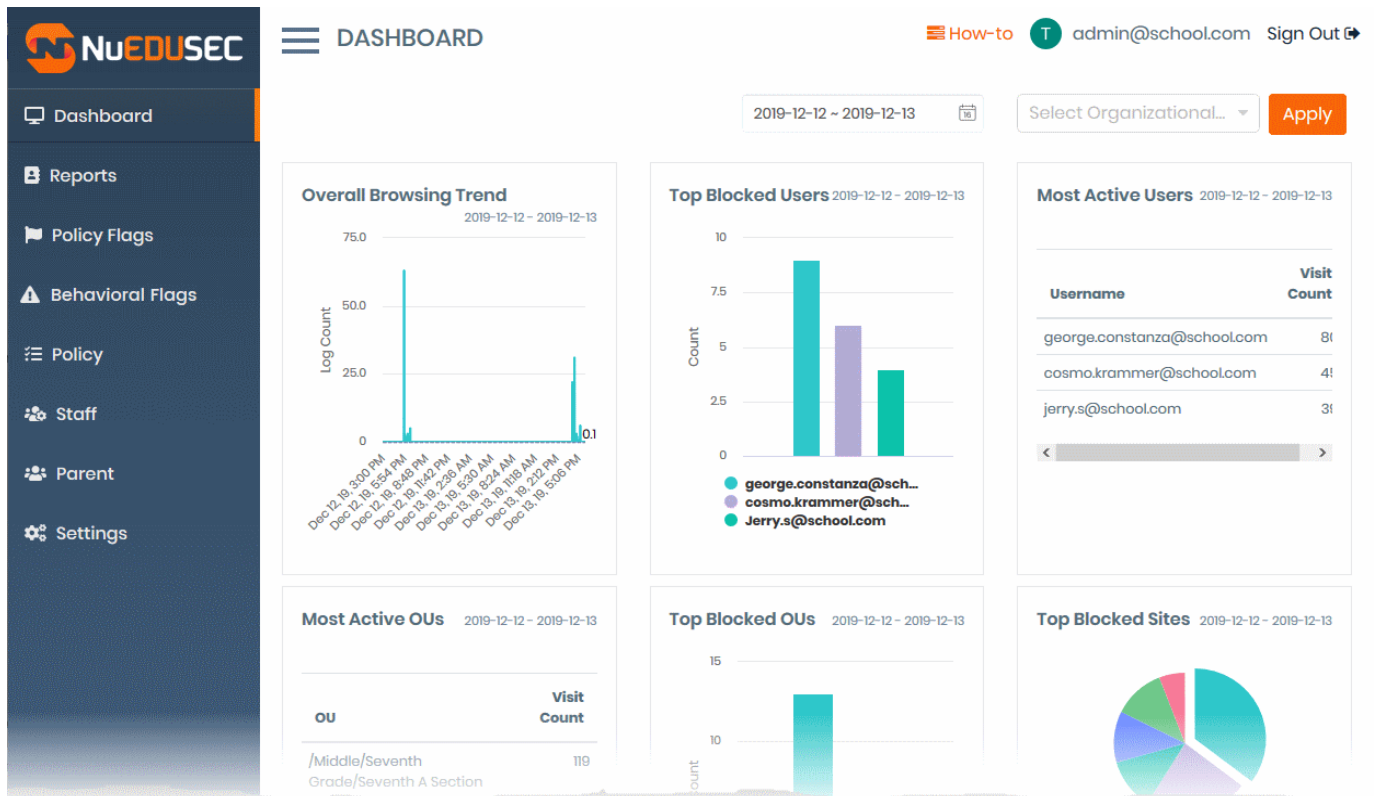 NuEDUSEC
DASHBOARD
How-to
T
admin@school.com
Sign Out
Dashboard
Reports
Policy Flags
Behavioral Flags
Policy
Staff
Parent
Settings
2019-12-12 ~ 2019-12-13
16
Select Organizational...
Apply
Overall Browsing Trend
2019-12-12 - 2019-12-13
75.0
50.0
25.0
0
Log Count
0.1
Dec 12, 19, 3:00 PM
Dec 12, 19, 5:54 PM
Dec 12, 19, 8:48 PM
Dec 12, 19, 11:42 PM
Dec 13, 19, 2:36 AM
Dec 13, 19, 5:30 AM
Dec 13, 19, 8:24 AM
Dec 13, 19, 11:18 AM
Dec 13, 19, 2:12 PM
Dec 13, 19, 5:06 PM
Top Blocked Users 2019-12-12 - 2019-12-13
10
7.5
5
2.5
0
Count
george.constanza@sch...
cosmo.krammer@sch...
Jerry.s@school.com
Most Active Users 2019-12-12 - 2019-12-13
Username
Visit
Count
george.constanza@school.com 80
cosmo.krammer@school.com
jerry.s@school.com
Most Active OUs 2019-12-12 - 2019-12-13
OU
Visit
Count
/Middle/Seventh 119
Grade/Seventh A Section
Top Blocked OUs 2019-12-12 - 2019-12-13
15
10
Count
Top Blocked Sites 2019-12-12 - 2019-12-13